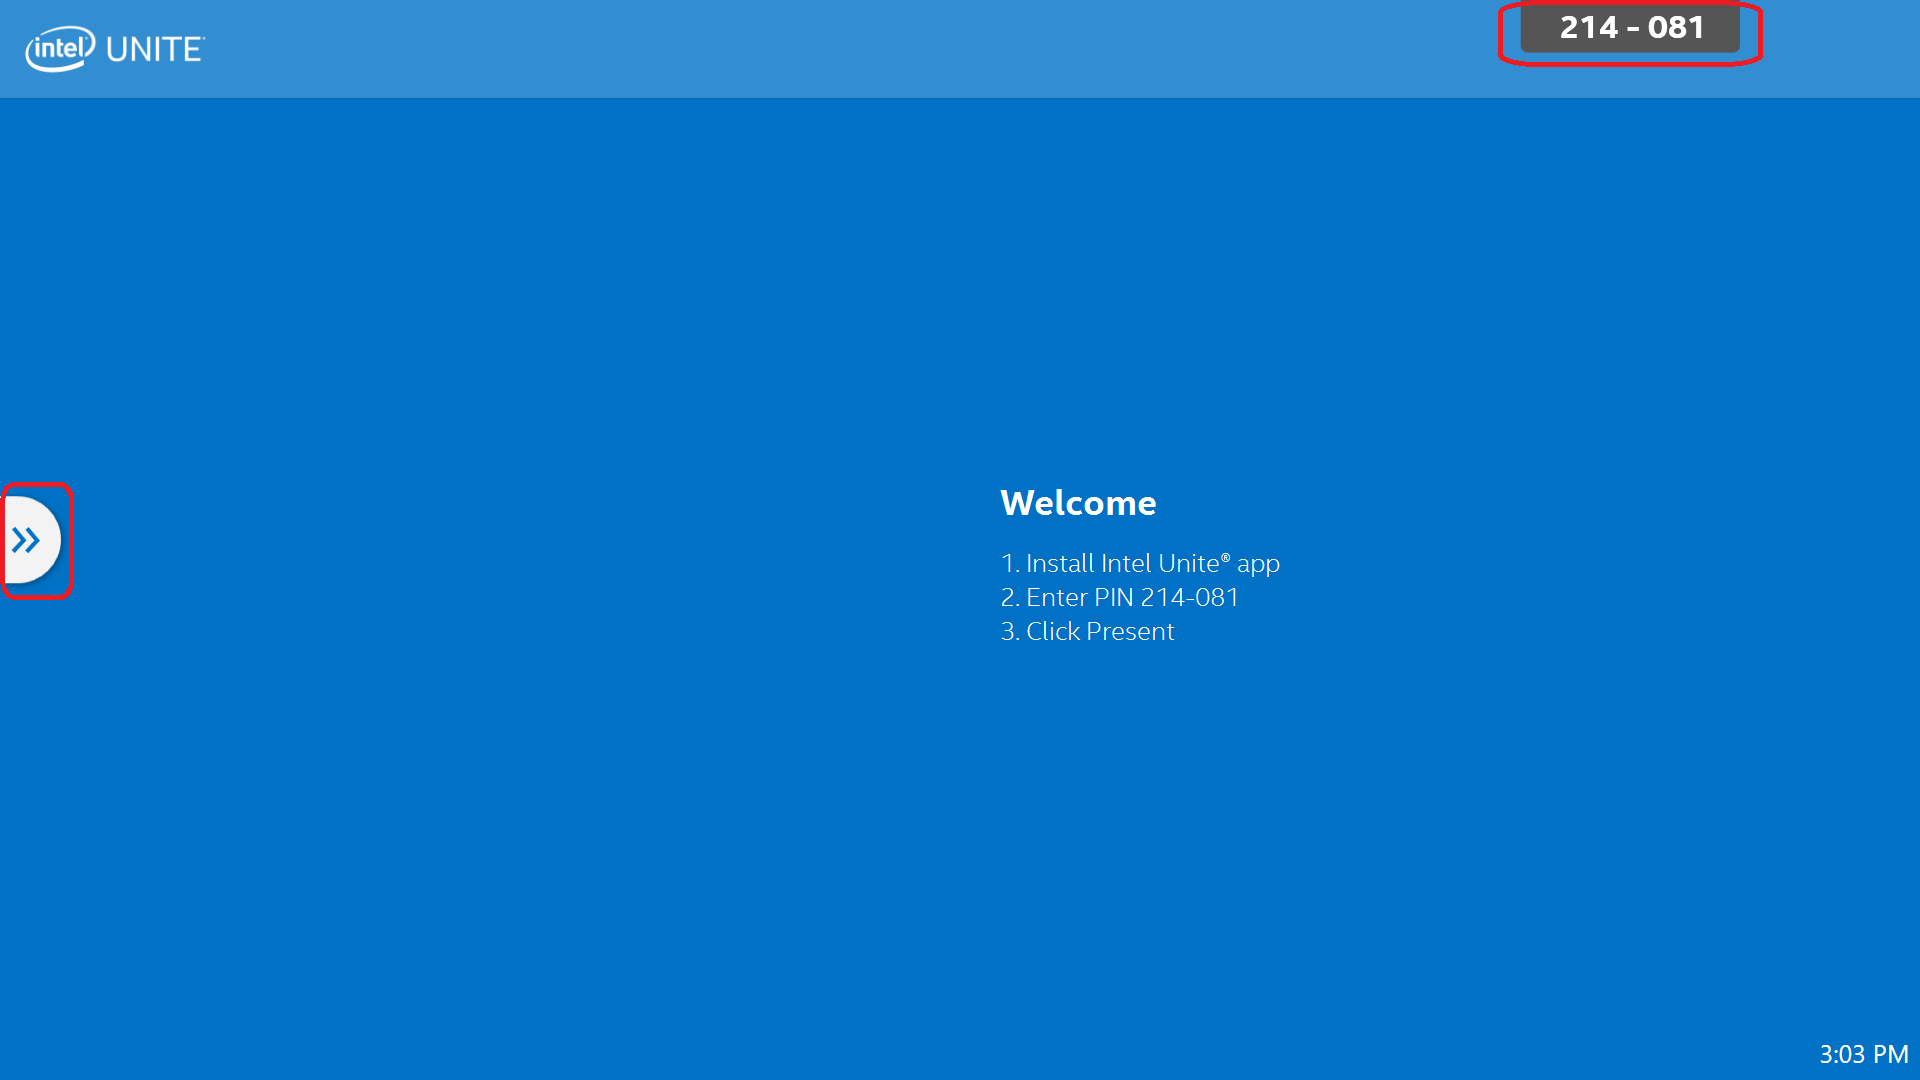 intel UNITE
214 - 081
Welcome
1. Install Intel Unite® app
2. Enter PIN 214-081
3. Click Present
3:03 PM